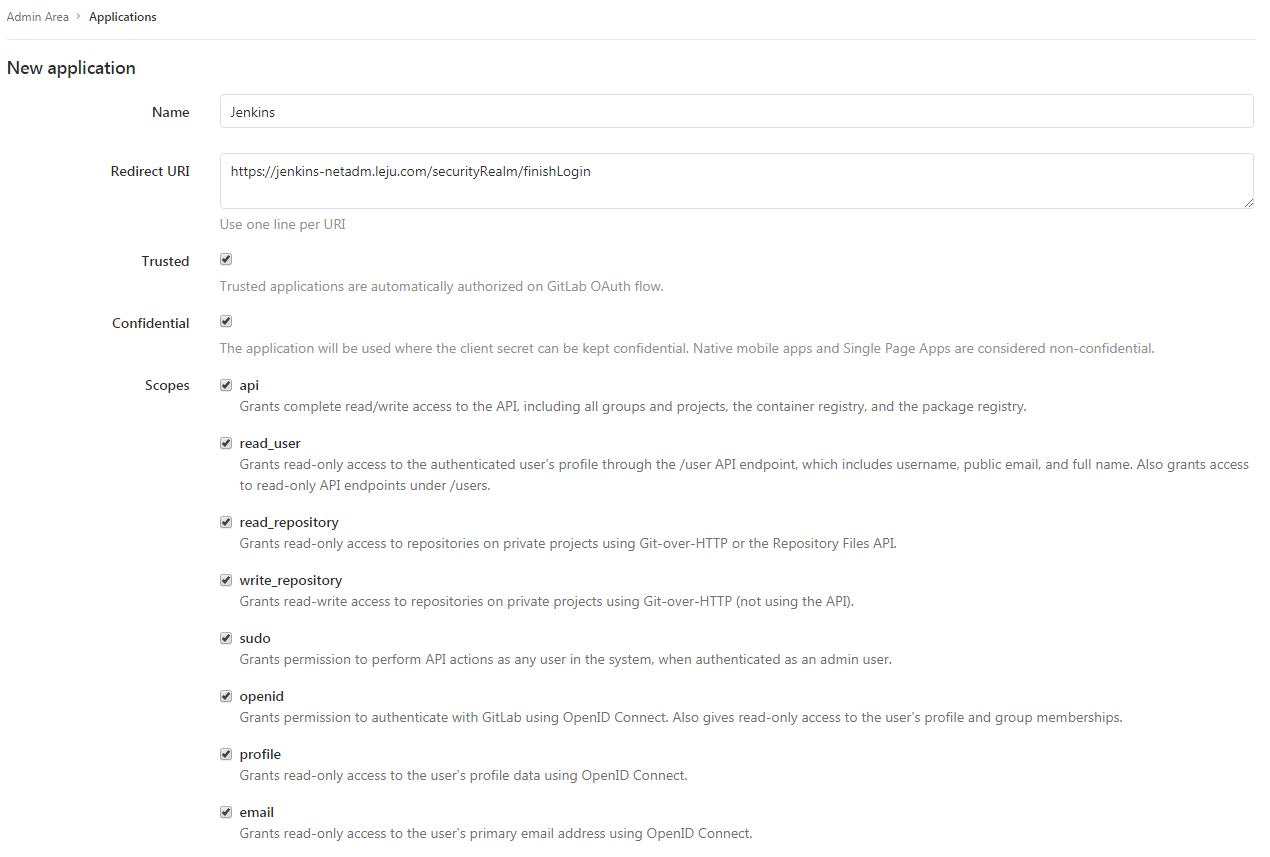 Admin Area › Applications
New application
Name
Jenkins
Redirect URI
https://jenkins-netadm.leju.com/securityRealm/finishLogin
Use one line per URI
Trusted
Trusted applications are automatically authorized on GitLab OAuth flow.
Confidential
The application will be used where the client secret can be kept confidential. Native mobile apps and Single Page Apps are considered non-confidential.
Scopes
api
Grants complete read/write access to the API, including all groups and projects, the container registry, and the package registry.
read_user
Grants read-only access to the authenticated user's profile through the /user API endpoint, which includes username, public email, and full name. Also grants access
to read-only API endpoints under /users.
read_repository
Grants read-only access to repositories on private projects using Git-over-HTTP or the Repository Files API.
write_repository
Grants read-write access to repositories on private projects using Git-over-HTTP (not using the API).
sudo
Grants permission to perform API actions as any user in the system, when authenticated as an admin user.
openid
Grants permission to authenticate with GitLab using OpenID Connect. Also gives read-only access to the user's profile and group memberships.
profile
Grants read-only access to the user's profile data using OpenID Connect.
email
Grants read-only access to the user's primary email address using OpenID Connect.